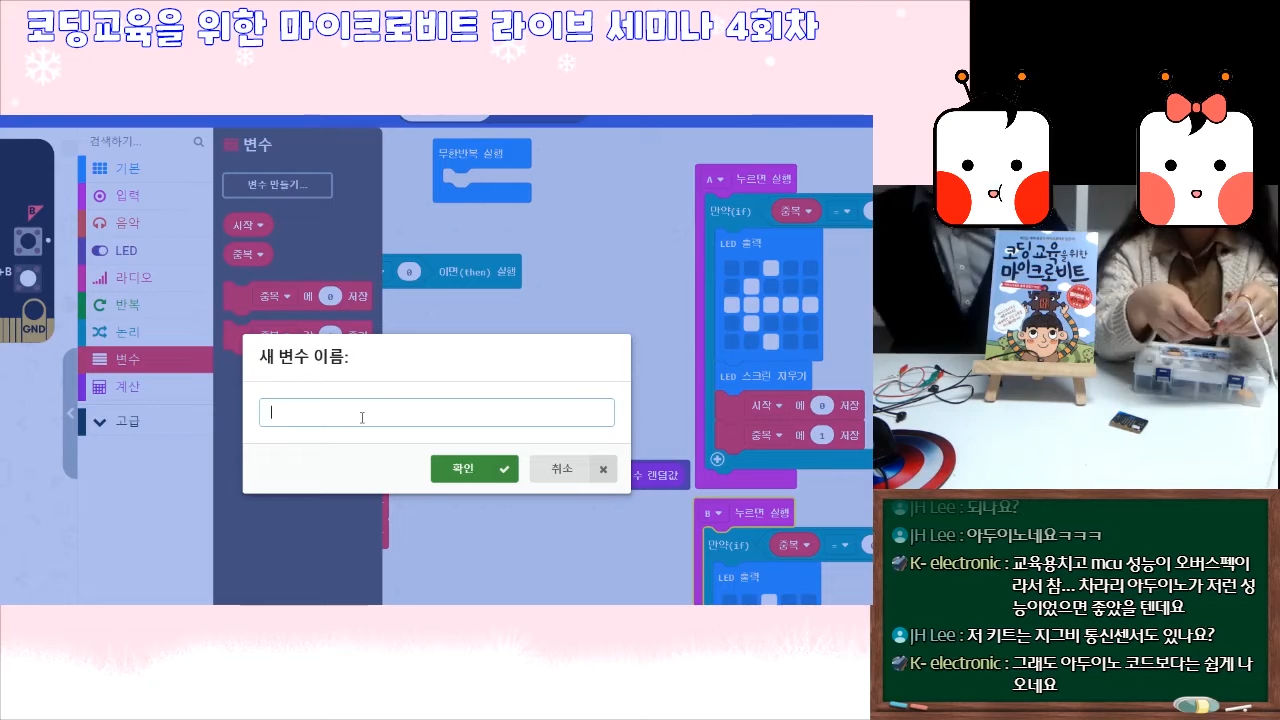 코딩교육을 위한 마이크로비트 라이브 세미나 4회차
검색하기...
기본
입력
음악
LED
라디오
반복
논리
변수
계산
고급
B
+B
GND
변수
변수 만들기...
시작
중복
중복 에 0 저장
무한반복 실행
0 이면(then) 실행
새 변수 이름:
확인
취소
수 랜덤값
A 누르면 실행
만약(if) 중복 =
LED 출력
LED 스크린 지우기
시작 에 0 저장
중복 에 1 저장
B 누르면 실행
만약(if) 중복 =
LED 출력
코딩교육을 위한
마이크로비트
JH Lee : 되나요?
JH Lee : 아두이노네요ㅋㅋㅋ
K- electronic : 교육용치고 mcu 성능이 오버스펙이
라서 참... 차라리 아두이노가 저런 성
능이었으면 좋았을 텐데요
JH Lee : 저 키트는 지그비 통신센서도 있나요?
K- electronic : 그래도 아두이노 코드보다는 쉽게 나
오네요